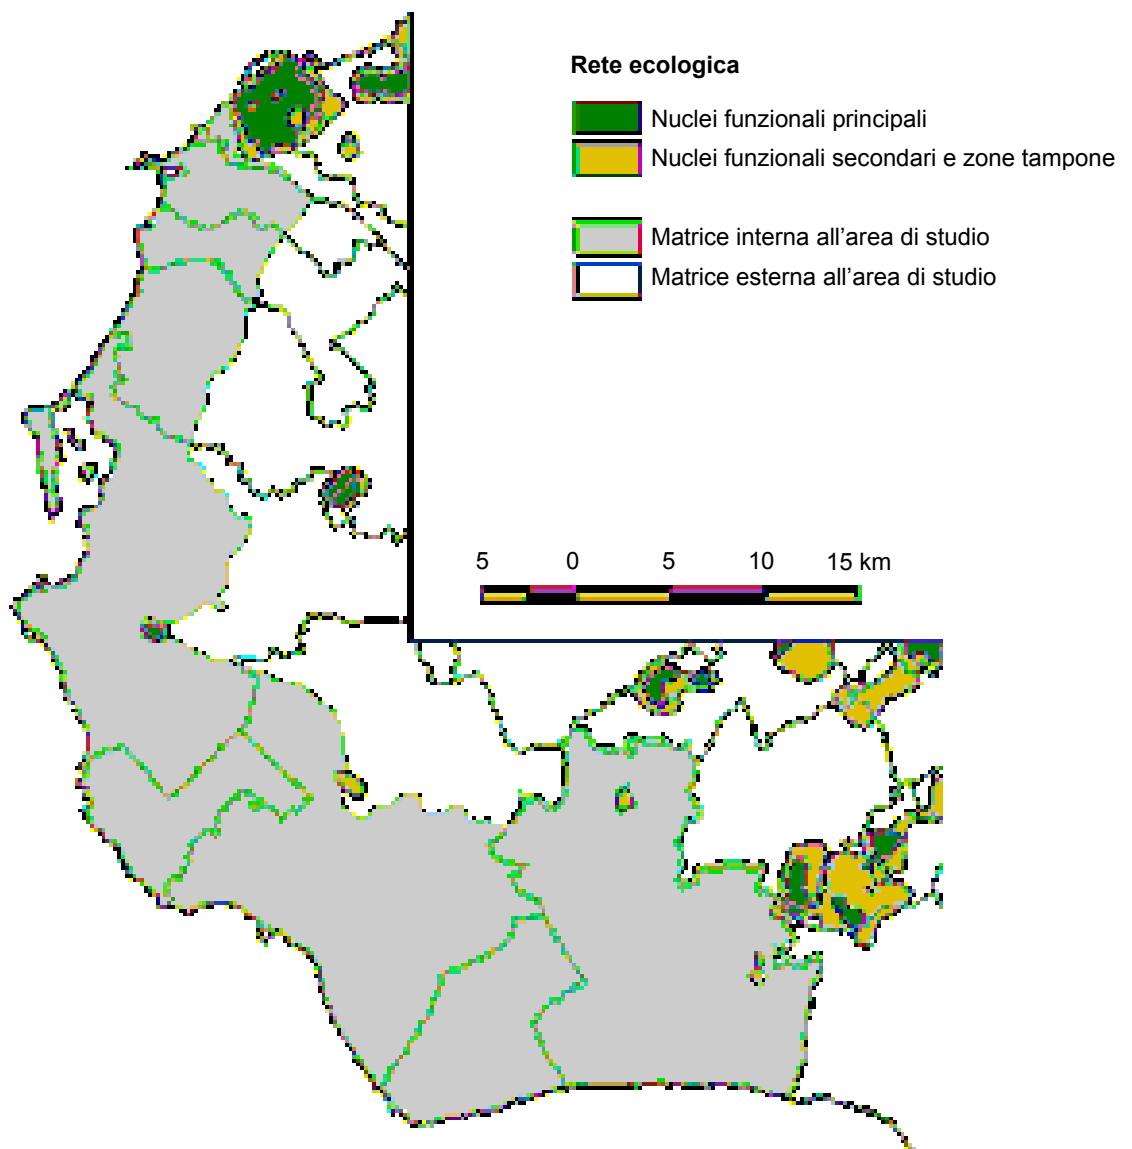 Rete ecologica
Nuclei funzionali principali
Nuclei funzionali secondari e zone tampone
Matrice interna all'area di studio
Matrice esterna all'area di studio
5 0 5 10 15 km